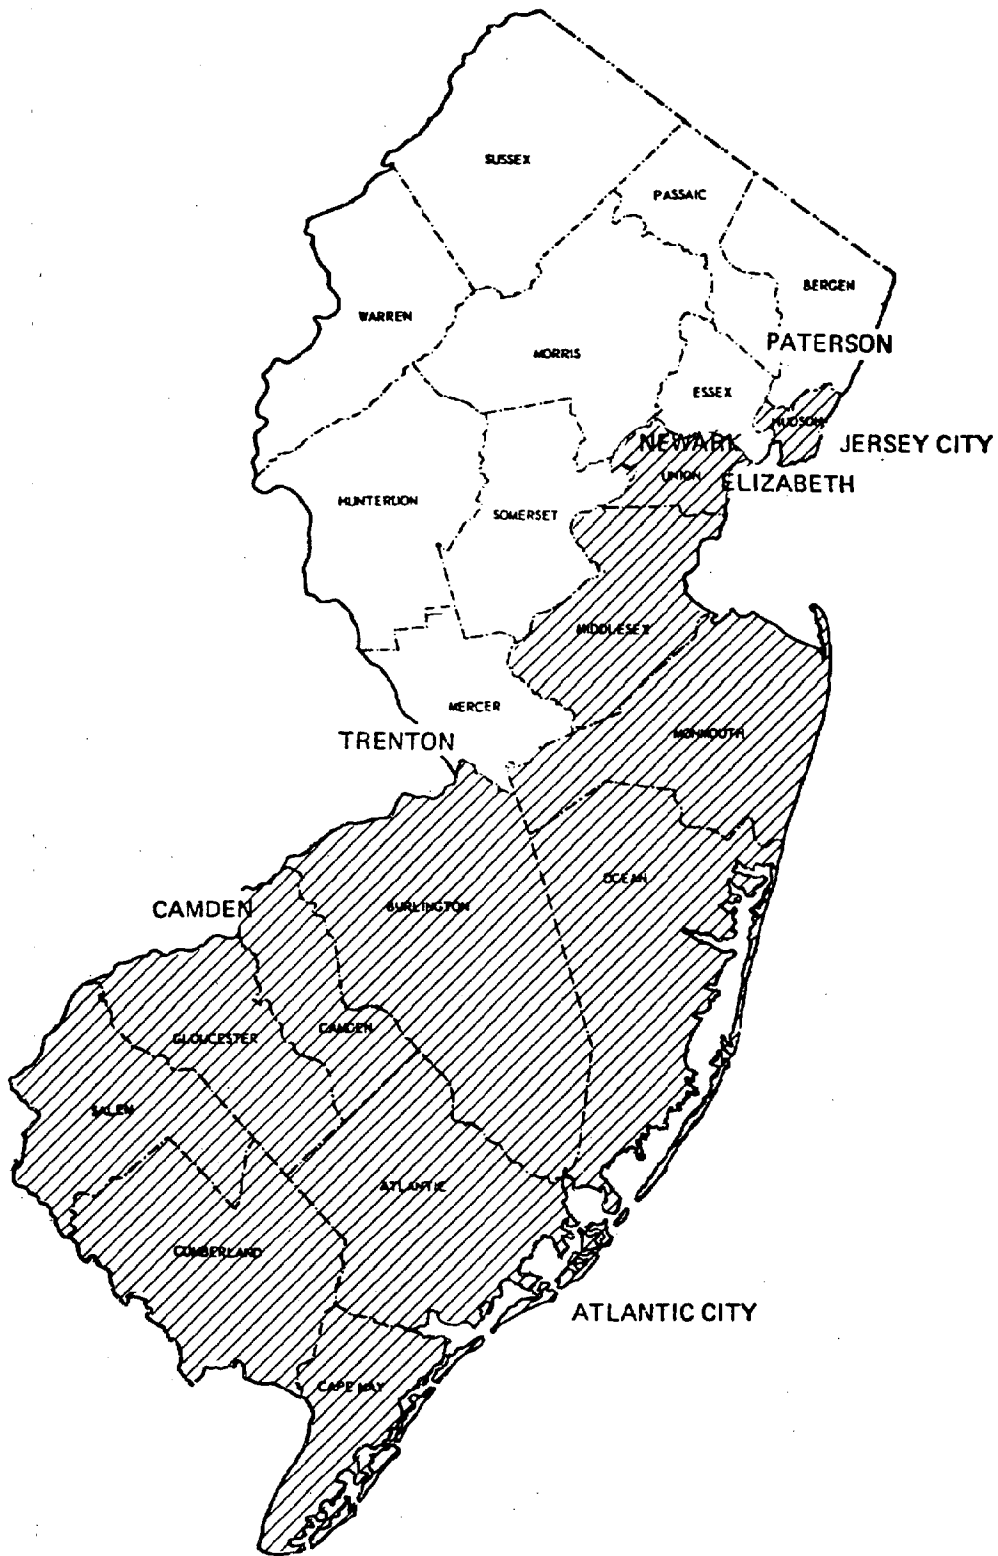 SUSSEX
PASSAIC
BERGEN
WARREN
PATERSON
MORRIS
ESSEX
HUDSON
NEWARK
JERSEY CITY
UNION
ELIZABETH
HUNTERDON
SOMERSET
MIDDLESEX
MERCER
MONMOUTH
TRENTON
OCEAN
BURLINGTON
CAMDEN
CAMDEN
GLOUCESTER
SALEM
ATLANTIC
CUMBERLAND
ATLANTIC CITY
CAPE MAY